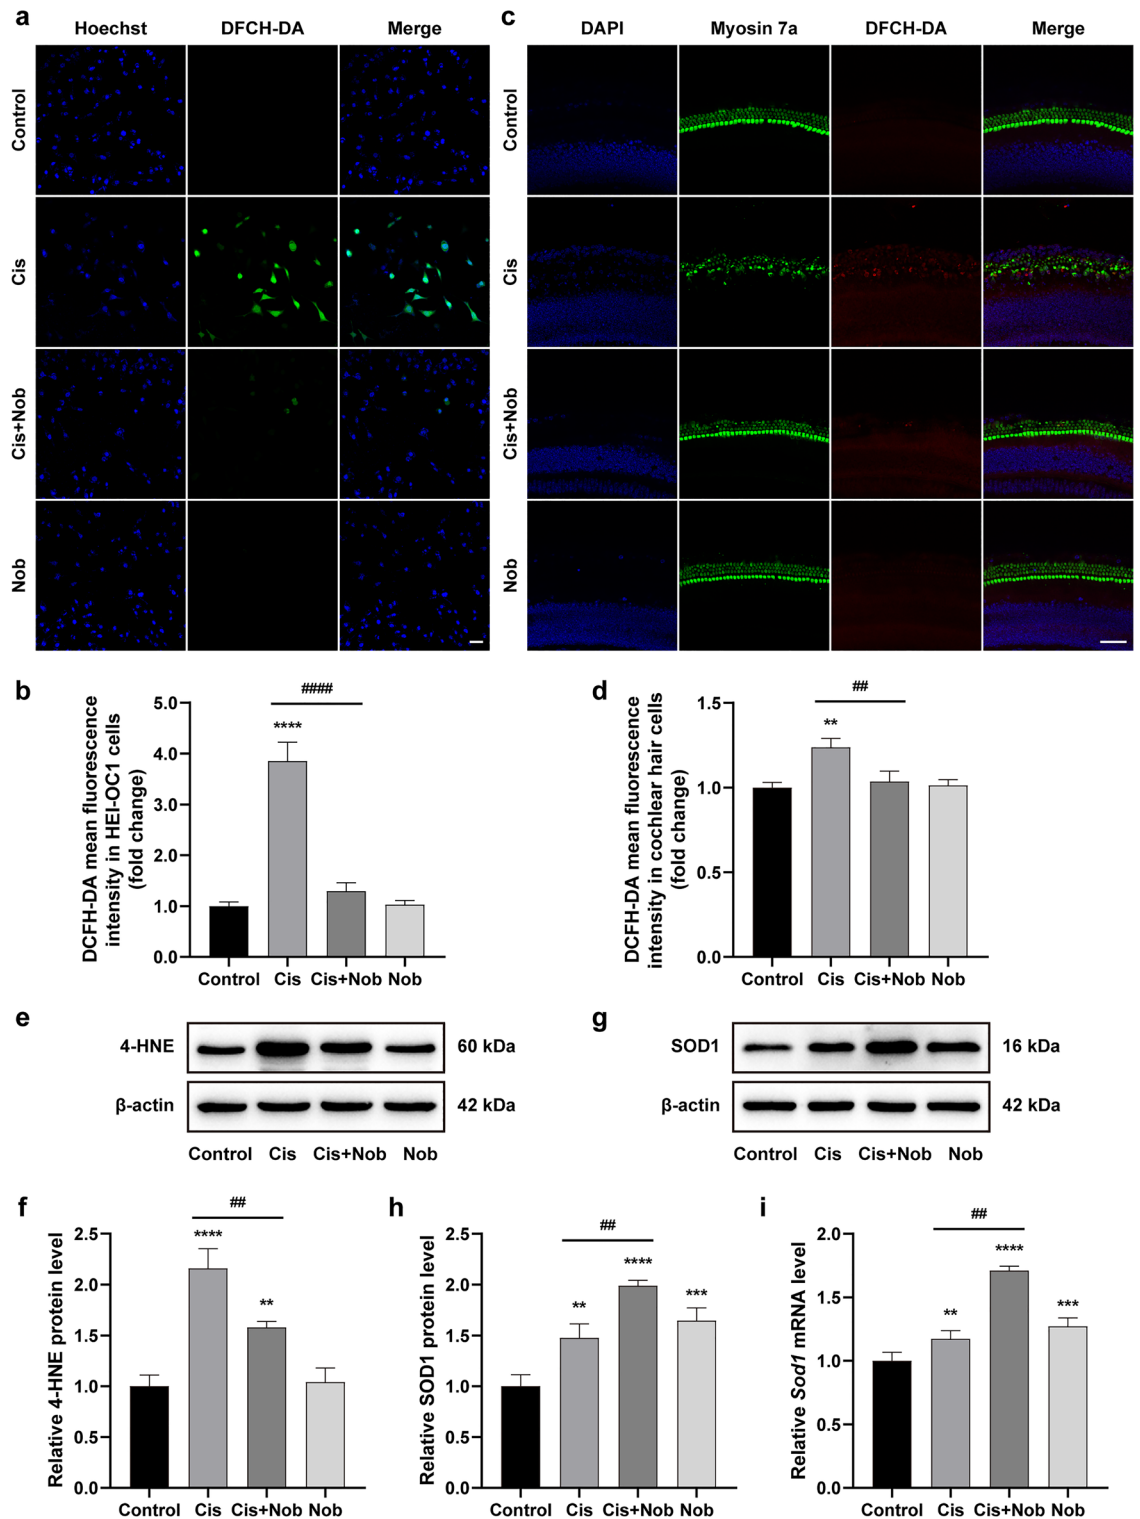 a
Hoechst DFCH-DA Merge
Control
Cis
Cis+Nob
Nob
c
DAPI Myosin 7a DFCH-DA Merge
Control
Cis
Cis+Nob
Nob
b
DCFH-DA mean fluorescence
intensity in HEI-OC1 cells
(fold change)
5.0
4.0
3.0
2.0
1.0
0.0
####
****
Control Cis Cis+Nob Nob
d
DCFH-DA mean fluorescence
intensity in cochlear hair cells
(fold change)
1.5
1.0
0.5
0.0
##
**
Control Cis Cis+Nob Nob
e
4-HNE 60 kDa
β-actin 42 kDa
Control Cis Cis+Nob Nob
g
SOD1 16 kDa
β-actin 42 kDa
Control Cis Cis+Nob Nob
f
Relative 4-HNE protein level
2.5
2.0
1.5
1.0
0.5
0.0
##
****
**
Control Cis Cis+Nob Nob
h
Relative SOD1 protein level
2.5
2.0
1.5
1.0
0.5
0.0
##
**
****
***
Control Cis Cis+Nob Nob
i
Relative Sod1 mRNA level
2.0
1.5
1.0
0.5
0.0
##
**
****
***
Control Cis Cis+Nob Nob